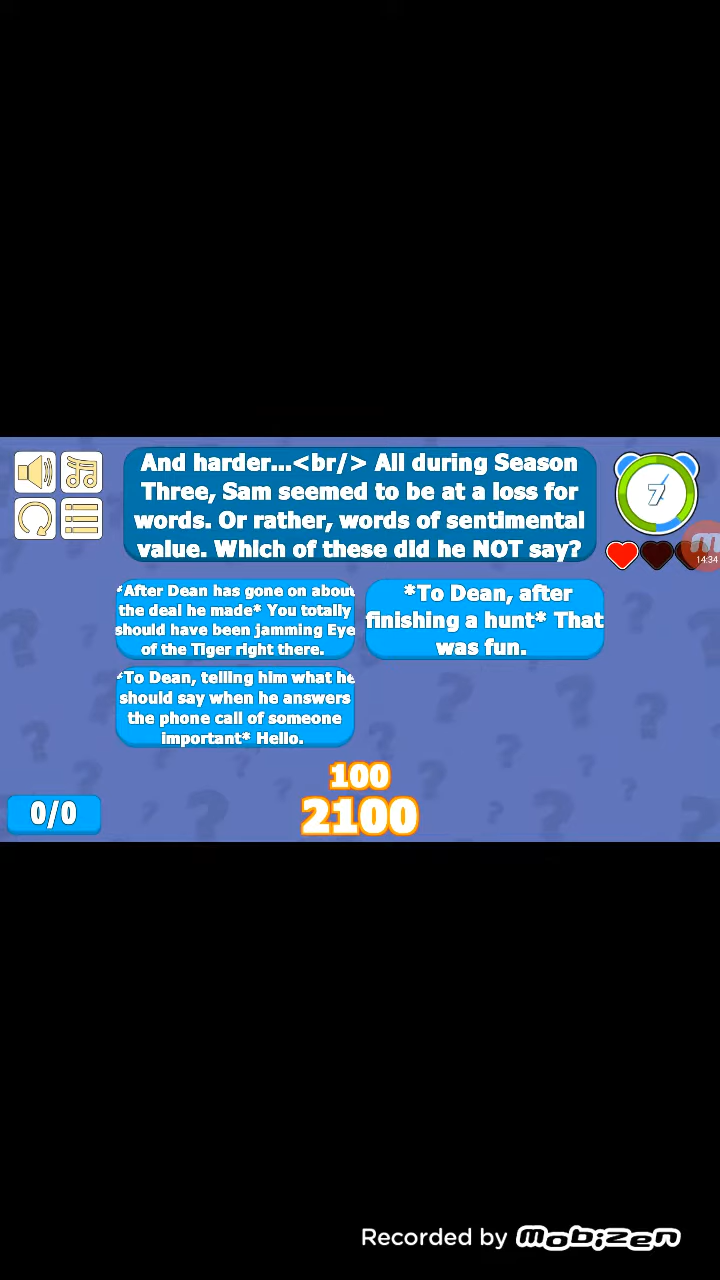 And harder...<br/> All during Season
Three, Sam seemed to be at a loss for
words. Or rather, words of sentimental
value. Which of these did he NOT say?
7
14:34
*After Dean has gone on about
the deal he made* You totally
should have been jamming Eye
of the Tiger right there.
*To Dean, after
finishing a hunt* That
was fun.
*To Dean, telling him what he
should say when he answers
the phone call of someone
important* Hello.
100
2100
0/0
Recorded by Mobizen